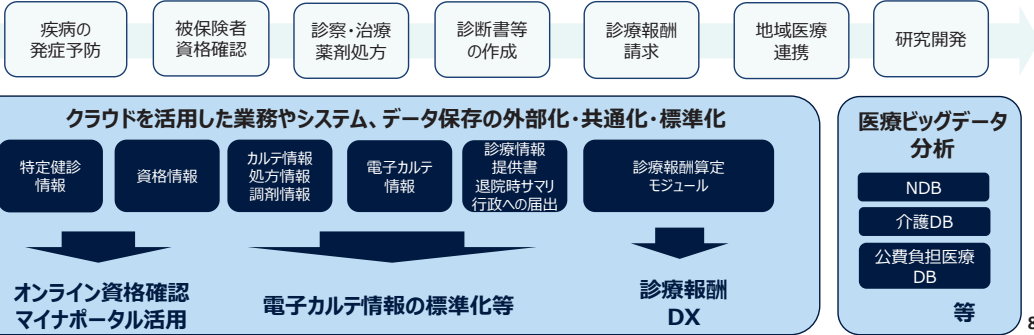 疾病の
発症予防
被保険者
資格確認
診察・治療
薬剤処方
診断書等
の作成
診療報酬
請求
地域医療
連携
研究開発
クラウドを活用した業務やシステム、データ保存の外部化・共通化・標準化
特定健診
情報
資格情報
カルテ情報
処方情報
調剤情報
電子カルテ
情報
診療情報
提供書
退院時サマリ
行政への届出
診療報酬算定
モジュール
オンライン資格確認
マイナポータル活用
電子カルテ情報の標準化等
診療報酬
DX
医療ビッグデータ
分析
NDB
介護DB
公費負担医療
DB
等